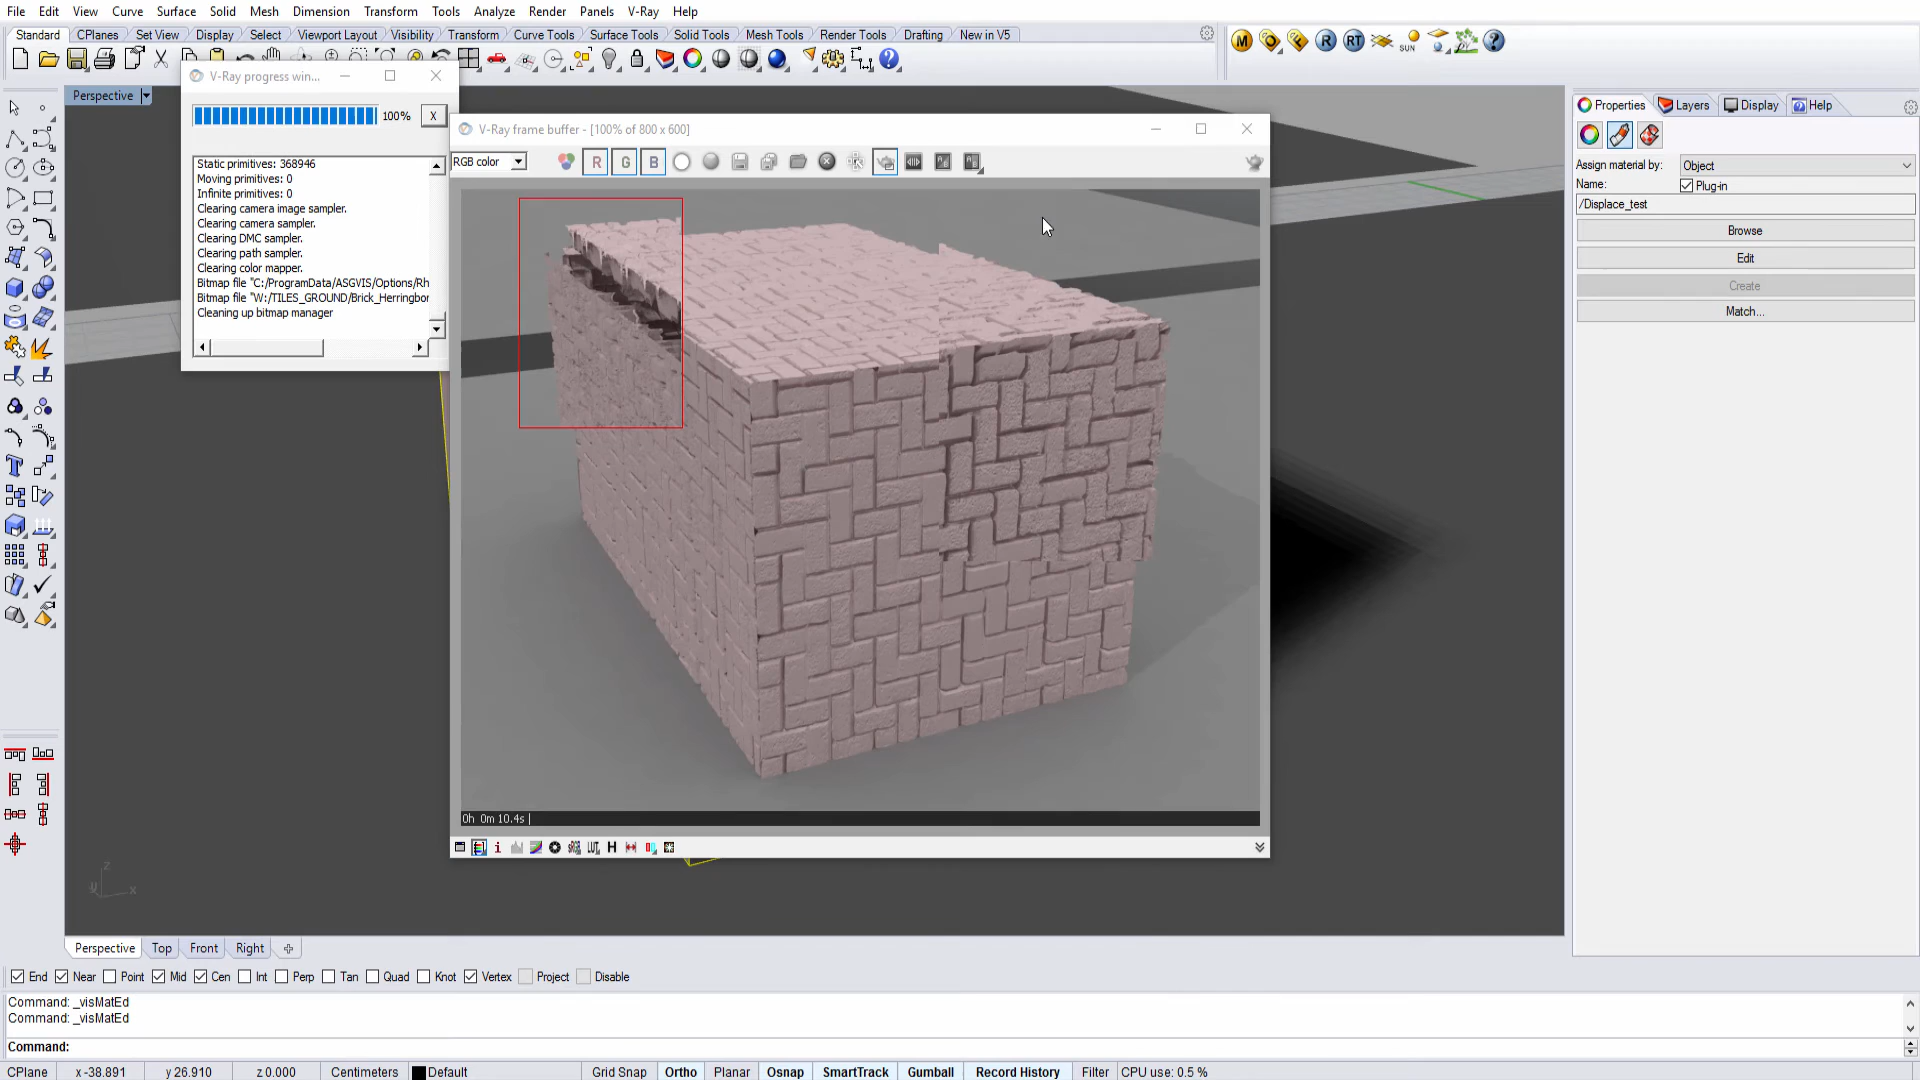 File Edit View Curve Surface Solid Mesh Dimension Transform Tools Analyze Render Panels V-Ray Help
Standard CPlanes Set View Display Select Viewport Layout Visibility Transform Curve Tools Surface Tools Solid Tools Mesh Tools Render Tools Drafting New in V5
M O F R RT SUN ?
Perspective
V-Ray progress win...
100% X
Static primitives: 368946
Moving primitives: 0
Infinite primitives: 0
Clearing camera image sampler.
Clearing camera sampler.
Clearing DMC sampler.
Clearing path sampler.
Clearing color mapper.
Bitmap file "C:/ProgramData/ASGVIS/Options/Rh
Bitmap file "W:/TILES_GROUND/Brick_Herringbor
Cleaning up bitmap manager
V-Ray frame buffer - [100% of 800 x 600]
RGB color R G B
0h 0m 10.4s
sRGB LUT H
Properties Layers Display Help
Assign material by: Object
Name: Plug-in
/Displace_test
Browse
Edit
Create
Match...
z
y x
Perspective Top Front Right
End Near Point Mid Cen Int Perp Tan Quad Knot Vertex Project Disable
Command: _visMatEd
Command: _visMatEd
Command:
CPlane x -38.891 y 26.910 z 0.000 Centimeters Default Grid Snap Ortho Planar Osnap SmartTrack Gumball Record History Filter CPU use: 0.5 %